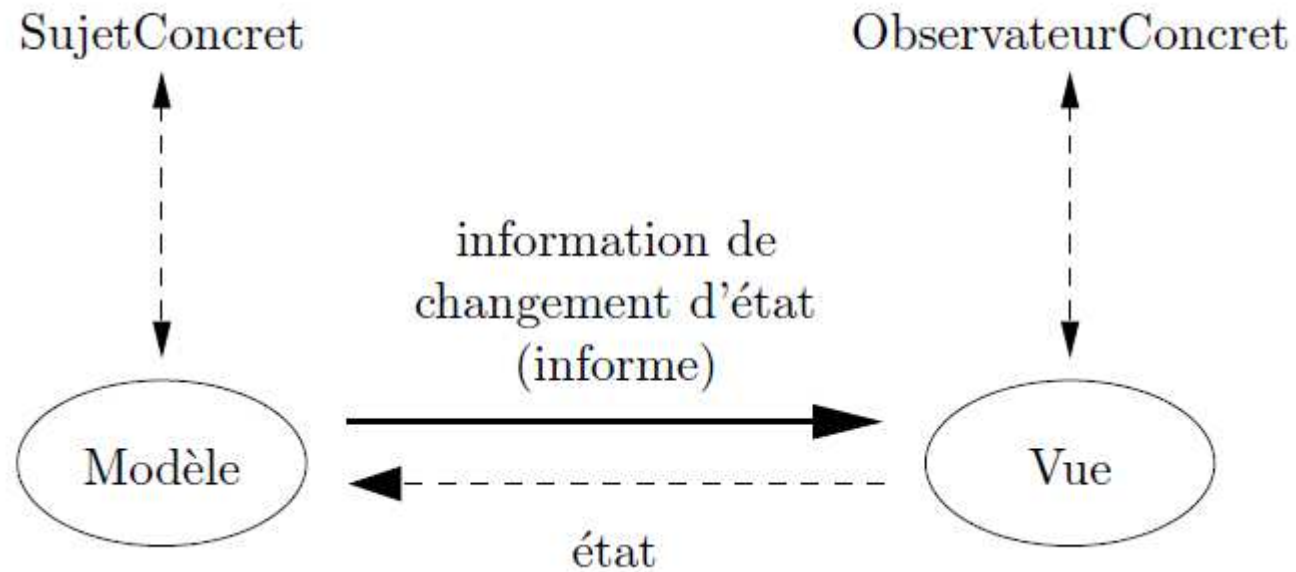 SujetConcret
ObservateurConcret
information de
changement d'état
(informe)
Modèle
Vue
état